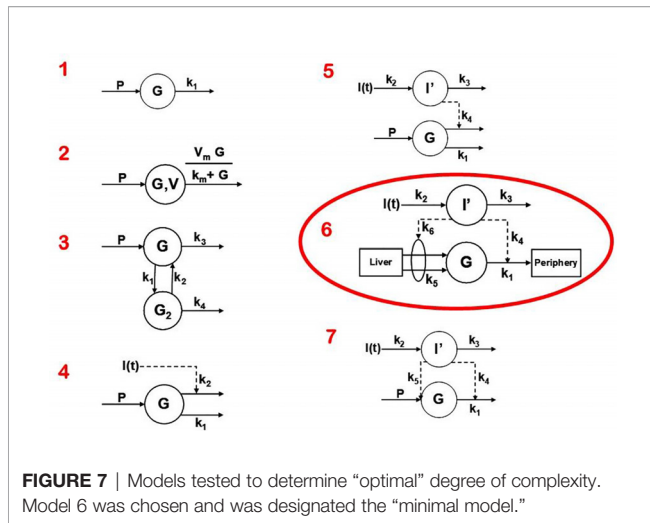 1
P
G
k1
2
P
G,V
Vm G
km + G
3
P
G
k3
k1
k2
G2
k4
4
I(t)
k2
P
G
k1
5
I(t)
k2
I'
k3
k4
P
G
k1
6
I(t)
k2
I'
k3
k6
k4
Liver
G
k1
Periphery
k5
7
I(t)
k2
I'
k3
k5
k4
P
G
k1
FIGURE 7 | Models tested to determine “optimal” degree of complexity.
Model 6 was chosen and was designated the “minimal model.”